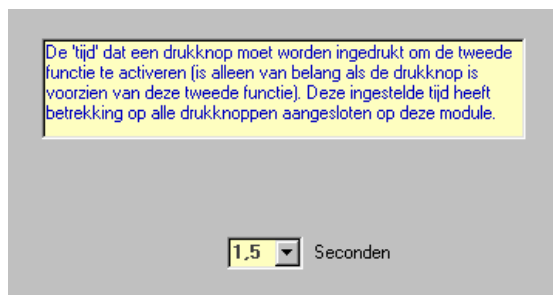 De 'tijd' dat een drukknop moet worden ingedrukt om de tweede
functie te activeren (is alleen van belang als de drukknop is
voorzien van deze tweede functie). Deze ingestelde tijd heeft
betrekking op alle drukknoppen aangesloten op deze module.
1,5 Seconden